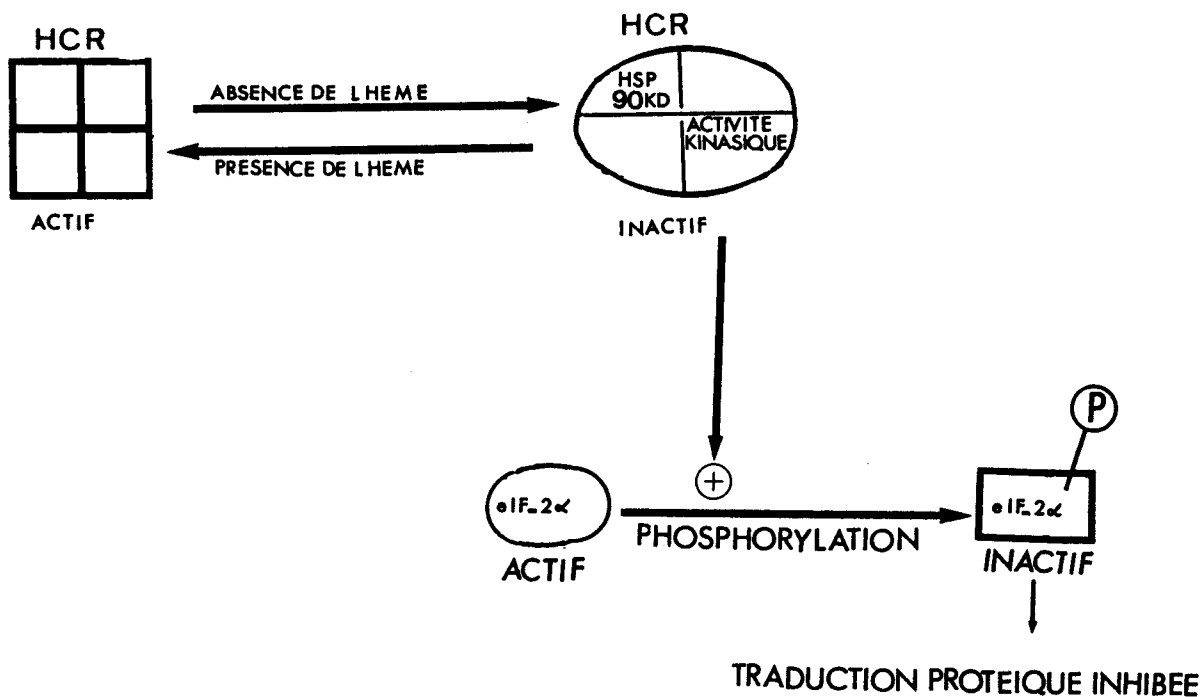 HCR
ABSENCE DE L HEME
PRESENCE DE L HEME
ACTIF
HCR
HSP
90KD
ACTIVITE
KINASIQUE
INACTIF
P
+
eIF-2α
ACTIF
PHOSPHORYLATION
eIF-2α
INACTIF
TRADUCTION PROTEIQUE INHIBEE